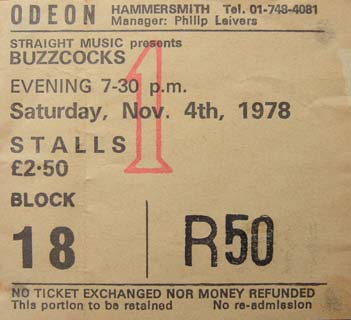 ODEON HAMMERSMITH Tel. 01-748-4081
Manager: Philip Leivers
STRAIGHT MUSIC presents
BUZZCOCKS
EVENING 7-30 p.m.
Saturday, Nov. 4th, 1978
1
STALLS
£2·50
BLOCK
18 R50
NO TICKET EXCHANGED NOR MONEY REFUNDED
This portion to be retained No re-admission